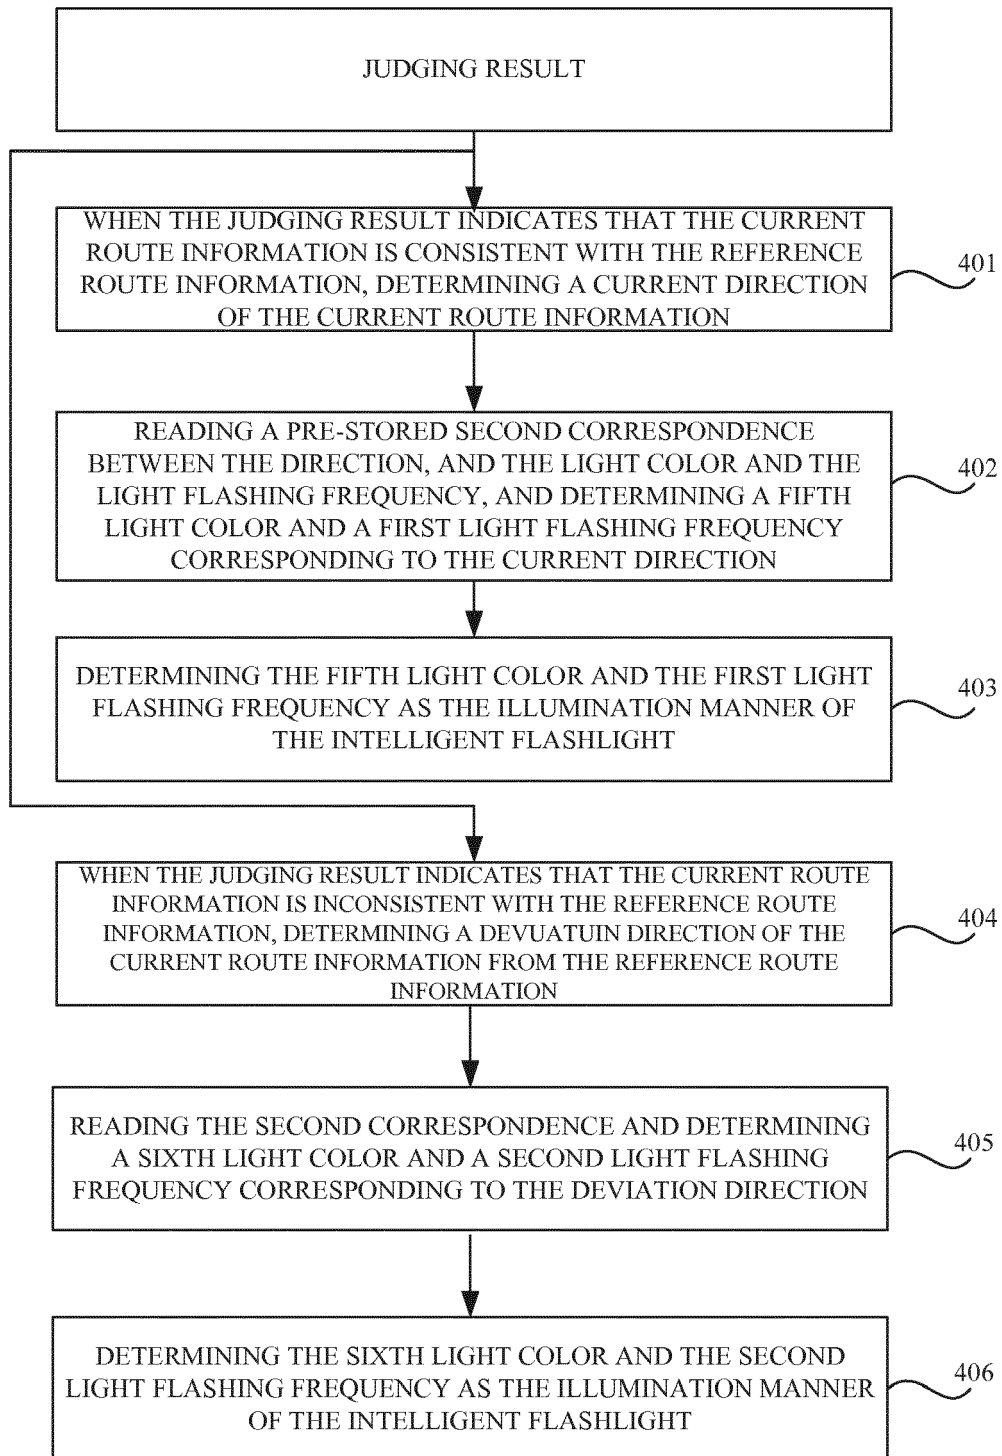 JUDGING RESULT
WHEN THE JUDGING RESULT INDICATES THAT THE CURRENT
ROUTE INFORMATION IS CONSISTENT WITH THE REFERENCE
ROUTE INFORMATION, DETERMINING A CURRENT DIRECTION
OF THE CURRENT ROUTE INFORMATION
401
READING A PRE-STORED SECOND CORRESPONDENCE
BETWEEN THE DIRECTION, AND THE LIGHT COLOR AND THE
LIGHT FLASHING FREQUENCY, AND DETERMINING A FIFTH
LIGHT COLOR AND A FIRST LIGHT FLASHING FREQUENCY
CORRESPONDING TO THE CURRENT DIRECTION
402
DETERMINING THE FIFTH LIGHT COLOR AND THE FIRST LIGHT
FLASHING FREQUENCY AS THE ILLUMINATION MANNER OF
THE INTELLIGENT FLASHLIGHT
403
WHEN THE JUDGING RESULT INDICATES THAT THE CURRENT ROUTE
INFORMATION IS INCONSISTENT WITH THE REFERENCE ROUTE
INFORMATION, DETERMINING A DEVUATUIN DIRECTION OF THE
CURRENT ROUTE INFORMATION FROM THE REFERENCE ROUTE
INFORMATION
404
READING THE SECOND CORRESPONDENCE AND DETERMINING
A SIXTH LIGHT COLOR AND A SECOND LIGHT FLASHING
FREQUENCY CORRESPONDING TO THE DEVIATION DIRECTION
405
DETERMINING THE SIXTH LIGHT COLOR AND THE SECOND
LIGHT FLASHING FREQUENCY AS THE ILLUMINATION MANNER
OF THE INTELLIGENT FLASHLIGHT
406